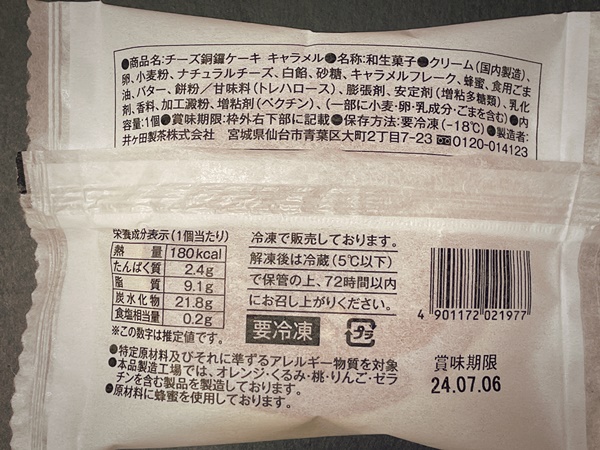 ●商品名:チーズ銅鑼ケーキ キャラメル●名称:和生菓子●クリーム(国内製造)、
卵、小麦粉、ナチュラルチーズ、白餡、砂糖、キャラメルフレーク、蜂蜜、食用ごま
油、バター、餅粉/甘味料(トレハロース)、膨張剤、安定剤(増粘多糖類)、乳化
剤、香料、加工澱粉、増粘剤(ペクチン)、(一部に小麦・卵・乳成分・ごまを含む)●内
容量:1個●賞味期限:枠外右下部に記載●保存方法:要冷凍(-18℃)●製造者:
井ヶ田製茶株式会社 宮城県仙台市青葉区大町2丁目7-23 ☎0120-014123
栄養成分表示(1個当たり)
熱量 180kcal
たんぱく質 2.4g
脂質 9.1g
炭水化物 21.8g
食塩相当量 0.2g
※この数字は推定値です。
冷凍で販売しております。
解凍後は冷蔵(5℃以下)
で保管の上、72時間以内
にお召し上がりください。
要冷凍 プラ
4 901172 021977
賞味期限
24.07.06
●特定原材料及びそれに準ずるアレルギー物質を対象
●本品製造工場では、オレンジ・くるみ・桃・りんご・ゼラ
チンを含む製品を製造しております。
●原材料に蜂蜜を使用しております。